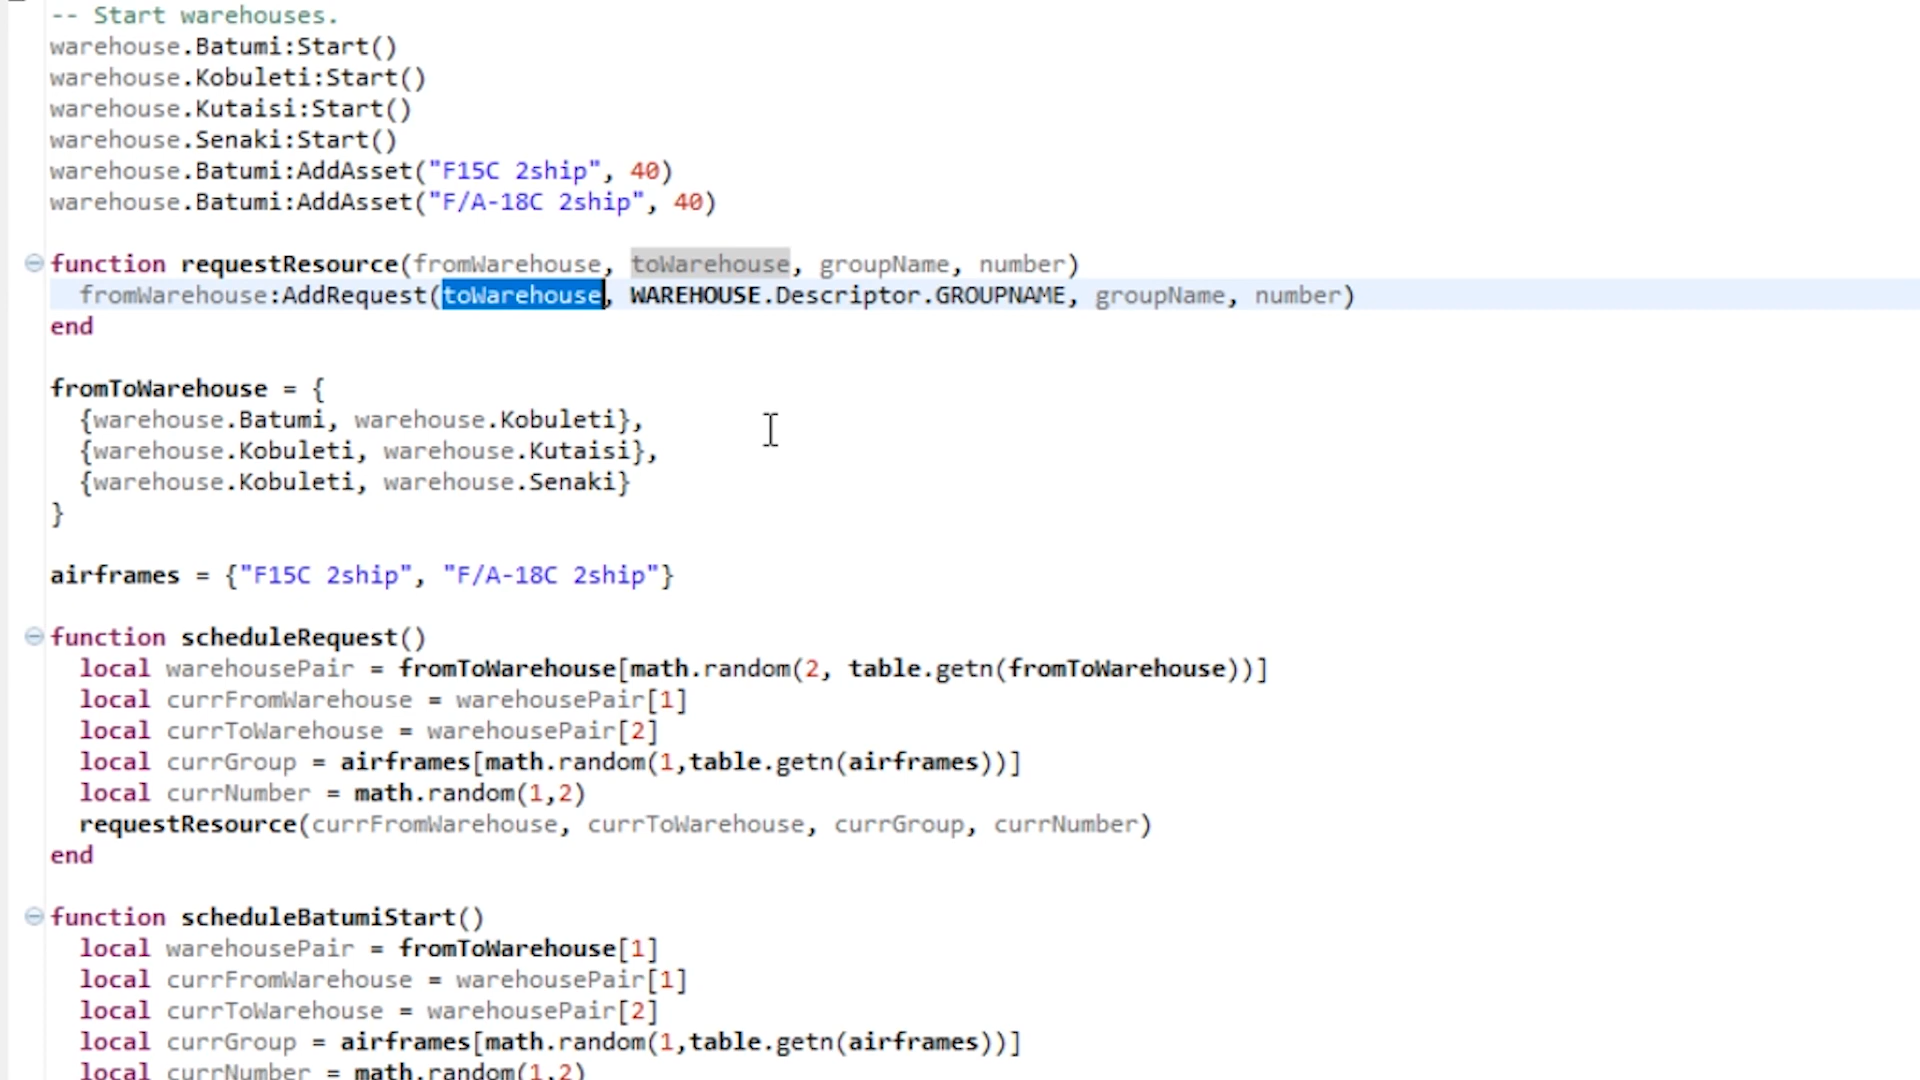 -- Start warehouses.
warehouse.Batumi:Start()
warehouse.Kobuleti:Start()
warehouse.Kutaisi:Start()
warehouse.Senaki:Start()
warehouse.Batumi:AddAsset("F15C 2ship", 40)
warehouse.Batumi:AddAsset("F/A-18C 2ship", 40)
function requestResource(fromWarehouse, toWarehouse, groupName, number)
fromWarehouse:AddRequest(toWarehouse, WAREHOUSE.Descriptor.GROUPNAME, groupName, number)
end
fromToWarehouse = {
{warehouse.Batumi, warehouse.Kobuleti},
{warehouse.Kobuleti, warehouse.Kutaisi},
{warehouse.Kobuleti, warehouse.Senaki}
}
airframes = {"F15C 2ship", "F/A-18C 2ship"}
function scheduleRequest()
local warehousePair = fromToWarehouse[math.random(2, table.getn(fromToWarehouse))]
local currFromWarehouse = warehousePair[1]
local currToWarehouse = warehousePair[2]
local currGroup = airframes[math.random(1,table.getn(airframes))]
local currNumber = math.random(1,2)
requestResource(currFromWarehouse, currToWarehouse, currGroup, currNumber)
end
function scheduleBatumiStart()
local warehousePair = fromToWarehouse[1]
local currFromWarehouse = warehousePair[1]
local currToWarehouse = warehousePair[2]
local currGroup = airframes[math.random(1,table.getn(airframes))]
local currNumber = math.random(1,2)